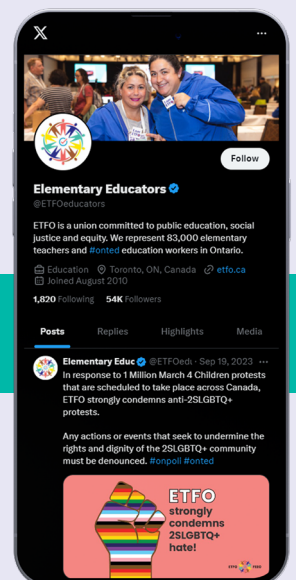 Follow
Elementary Educators
@ETFOeducators
ETFO is a union committed to public education, social
justice and equity. We represent 83,000 elementary
teachers and #onted education workers in Ontario.
Education Toronto, ON, Canada etfo.ca
Joined August 2010
1,820 Following 54K Followers
Posts Replies Highlights Media
Elementary Educ @ETFOedu · Sep 19, 2023 ···
In response to 1 Million March 4 Children protests
that are scheduled to take place across Canada,
ETFO strongly condemns anti-2SLGBTQ+
protests.
Any actions or events that seek to undermine the
rights and dignity of the 2SLGBTQ+ community
must be denounced. #onpoli #onted
ETFO
strongly
condemns
2SLGBTQ+
hate!
ETFO FEEO